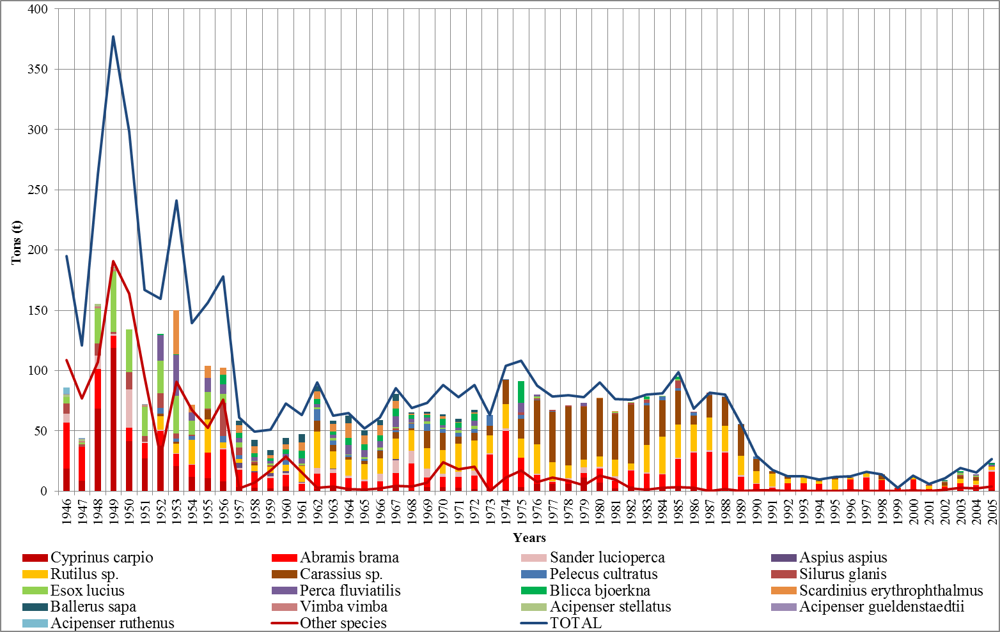 400
350
300
250
200
150
100
50
0
Tons (t)
1946 1947 1948 1949 1950 1951 1952 1953 1954 1955 1956 1957 1958 1959 1960 1961 1962 1963 1964 1965 1966 1967 1968 1969 1970 1971 1972 1973 1974 1975 1976 1977 1978 1979 1980 1981 1982 1983 1984 1985 1986 1987 1988 1989 1990 1991 1992 1993 1994 1995 1996 1997 1998 1999 2000 2001 2002 2003 2004 2005
Years
Cyprinus carpio Abramis brama Sander lucioperca Aspius aspius
Rutilus sp. Carassius sp. Pelecus cultratus Silurus glanis
Esox lucius Perca fluviatilis Blicca bjoerkna Scardinius erythrophthalmus
Ballerus sapa Vimba vimba Acipenser stellatus Acipenser gueldenstaedtii
Acipenser ruthenus Other species TOTAL